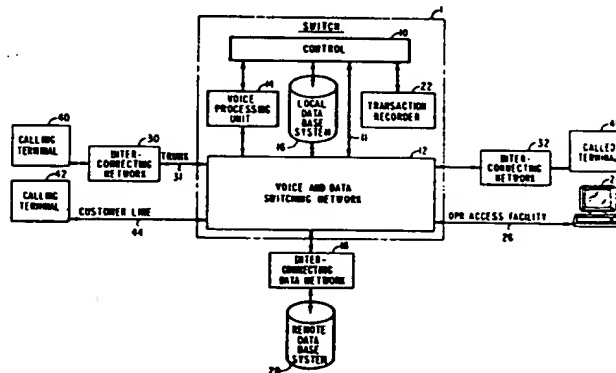 SWITCH
1
10
CONTROL
14
VOICE
PROCESSING
UNIT
LOCAL
DATA
BASE
SYSTEM
16
11
22
TRANSACTION
RECORDER
40
CALLING
TERMINAL
30
INTER-
CONNECTING
NETWORK
TRUNK
31
12
VOICE AND DATA
SWITCHING NETWORK
32
INTER-
CONNECTING
NETWORK
CALLED
TERMINAL
42
CALLING
TERMINAL
CUSTOMER LINE
44
OPR ACCESS FACILITY
26
INTER-
CONNECTING
DATA NETWORK
REMOTE
DATA
BASE
SYSTEM
20